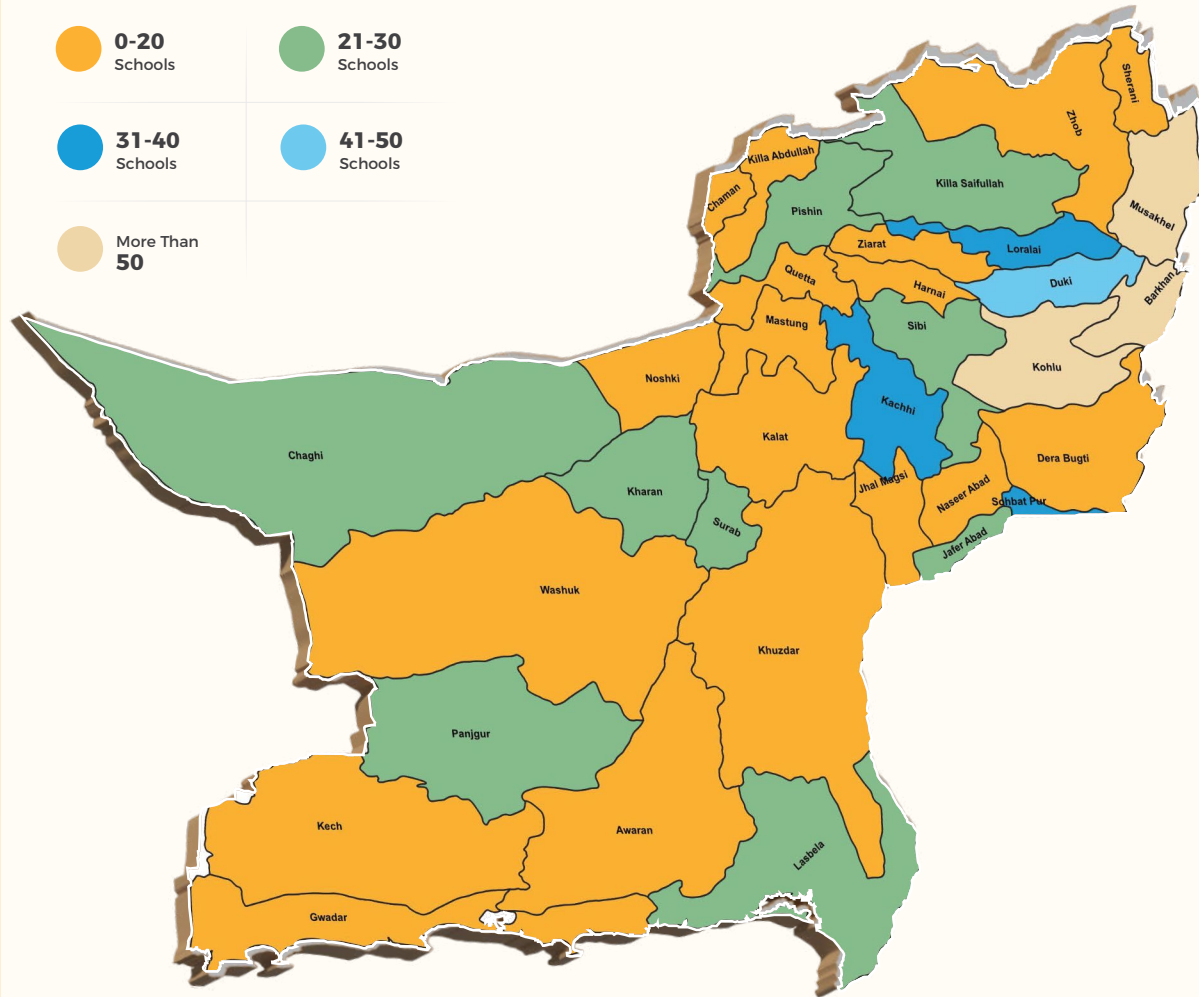 0-20
Schools
21-30
Schools
31-40
Schools
41-50
Schools
More Than
50
Sherani
Zhob
Killa Abdullah
Chaman
Killa Saifullah
Pishin
Musakhel
Ziarat
Loralai
Quetta
Harnai
Duki
Barkhan
Mastung
Sibi
Noshki
Kohlu
Kachhi
Kalat
Chaghi
Dera Bugti
Jhal Magsi
Kharan
Naseer Abad
Sohbat Pur
Surab
Jafer Abad
Washuk
Khuzdar
Panjgur
Kech
Awaran
Lasbela
Gwadar